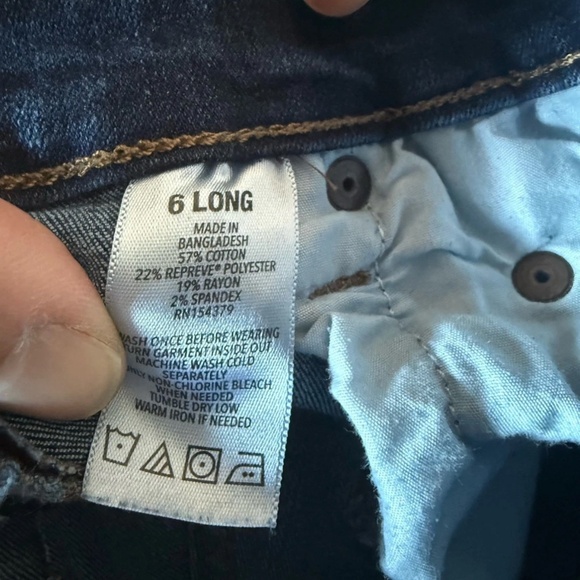 6 LONG
MADE IN
BANGLADESH
57% COTTON
22% REPREVE® POLYESTER
19% RAYON
2% SPANDEX
RN154379
WASH ONCE BEFORE WEARING
TURN GARMENT INSIDE OUT
MACHINE WASH COLD
SEPARATELY
ONLY NON-CHLORINE BLEACH
WHEN NEEDED
TUMBLE DRY LOW
WARM IRON IF NEEDED